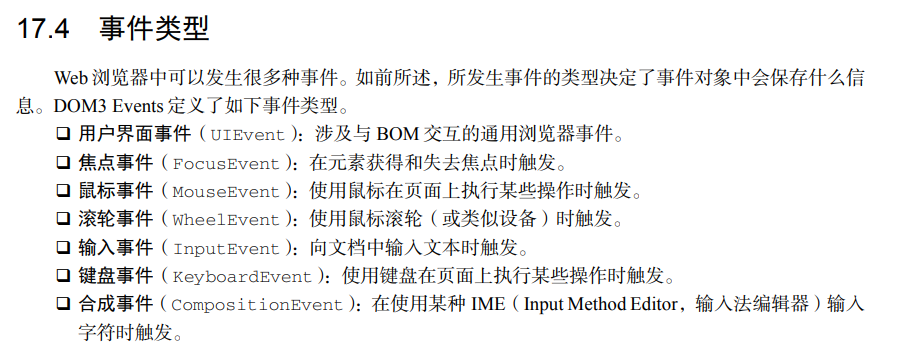 17.4 事件类型
Web 浏览器中可以发生很多种事件。如前所述，所发生事件的类型决定了事件对象中会保存什么信
息。DOM3 Events 定义了如下事件类型。
❑ 用户界面事件（UIEvent）：涉及与 BOM 交互的通用浏览器事件。
❑ 焦点事件（FocusEvent）：在元素获得和失去焦点时触发。
❑ 鼠标事件（MouseEvent）：使用鼠标在页面上执行某些操作时触发。
❑ 滚轮事件（WheelEvent）：使用鼠标滚轮（或类似设备）时触发。
❑ 输入事件（InputEvent）：向文档中输入文本时触发。
❑ 键盘事件（KeyboardEvent）：使用键盘在页面上执行某些操作时触发。
❑ 合成事件（CompositionEvent）：在使用某种 IME（Input Method Editor，输入法编辑器）输入
字符时触发。